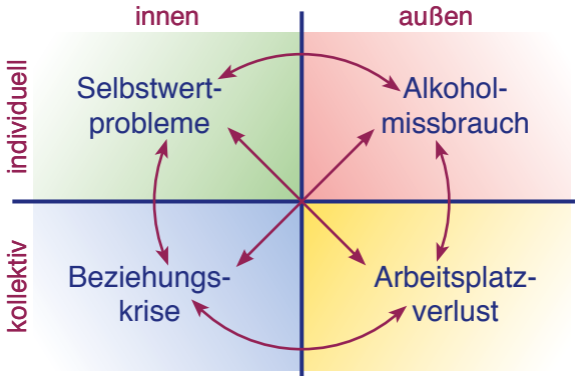 innen
außen
individuell
Selbstwert-
probleme
Alkohol-
missbrauch
kollektiv
Beziehungs-
krise
Arbeitsplatz-
verlust